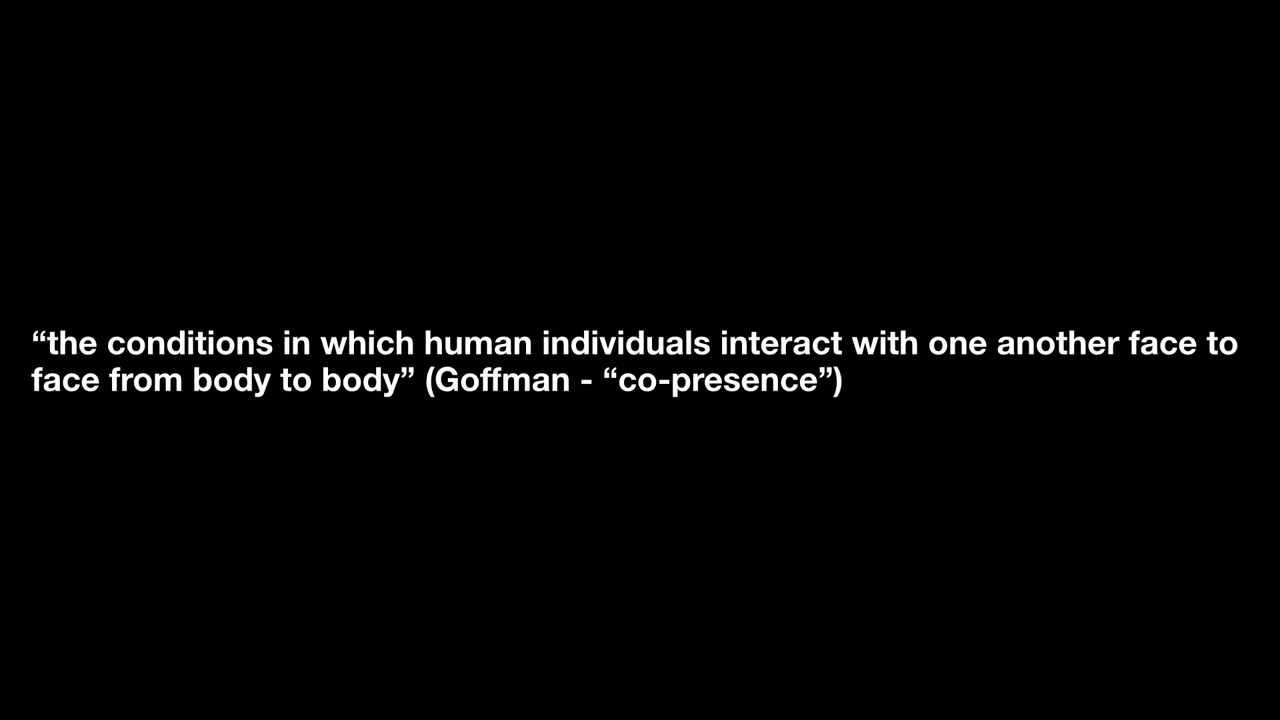 “the conditions in which human individuals interact with one another face to
face from body to body” (Goffman - “co-presence”)